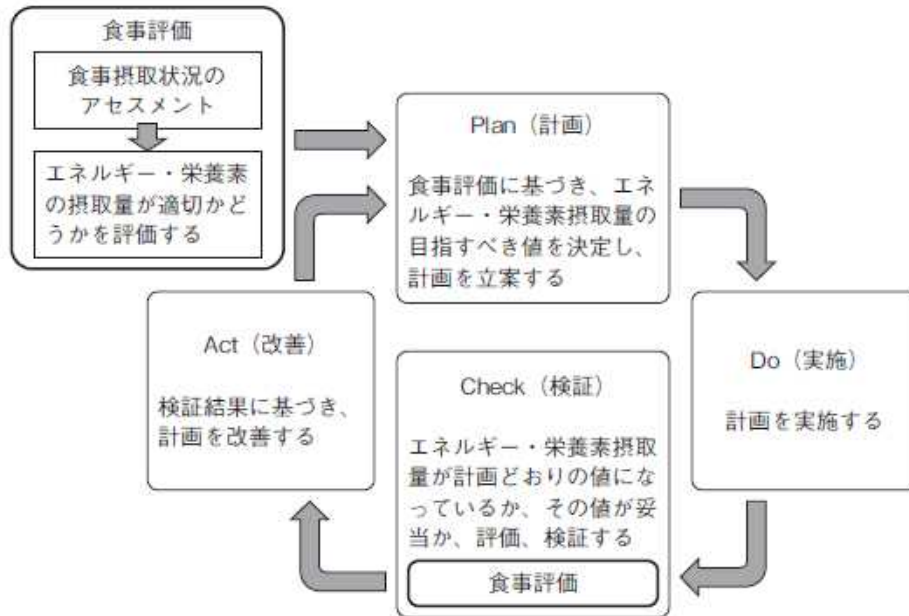 食事評価
食事摂取状況の
アセスメント
エネルギー・栄養素
の摂取量が適切かど
うかを評価する
Plan（計画）
食事評価に基づき、エネ
ルギー・栄養素摂取量の
目指すべき値を決定し、
計画を立案する
Do（実施）
計画を実施する
Check（検証）
エネルギー・栄養素摂取
量が計画どおりの値にな
っているか、その値が妥
当か、評価、検証する
食事評価
Act（改善）
検証結果に基づき、
計画を改善する